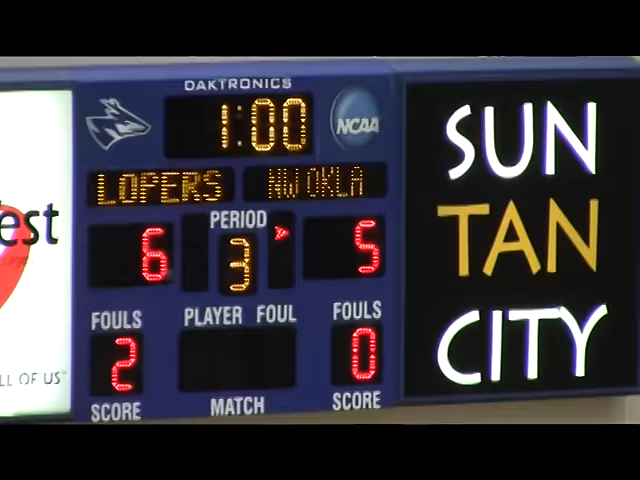 DAKTRONICS
1:00
NCAA
LOPERS NW OKLA
PERIOD
6 3 5
FOULS PLAYER FOUL FOULS
2 0
SCORE MATCH SCORE
est
LL OF US
SUN
TAN
CITY